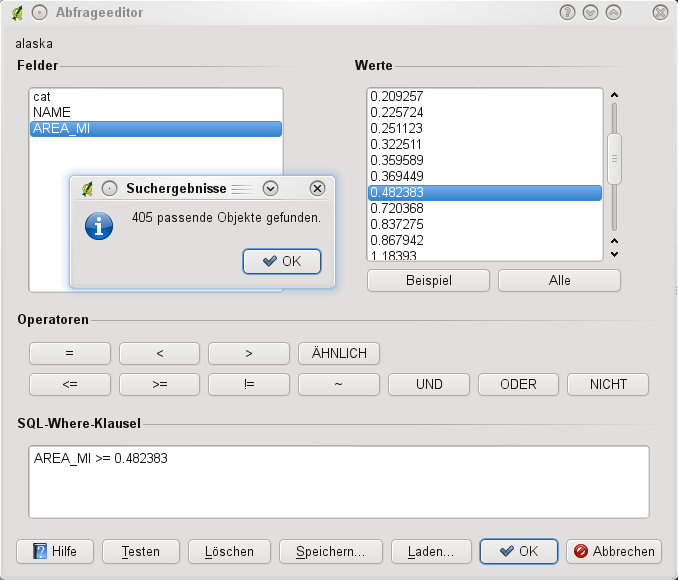 Abfrageeditor
alaska
Felder
cat
NAME
AREA_MI
Werte
0.209257
0.225724
0.251123
0.322511
0.359589
0.369449
0.482383
0.720368
0.837275
0.867942
1.18393
Beispiel Alle
Suchergebnisse
405 passende Objekte gefunden.
OK
Operatoren
= < > ÄHNLICH
<= >= != ~ UND ODER NICHT
SQL-Where-Klausel
AREA_MI >= 0.482383
Hilfe Testen Löschen Speichern... Laden... OK Abbrechen